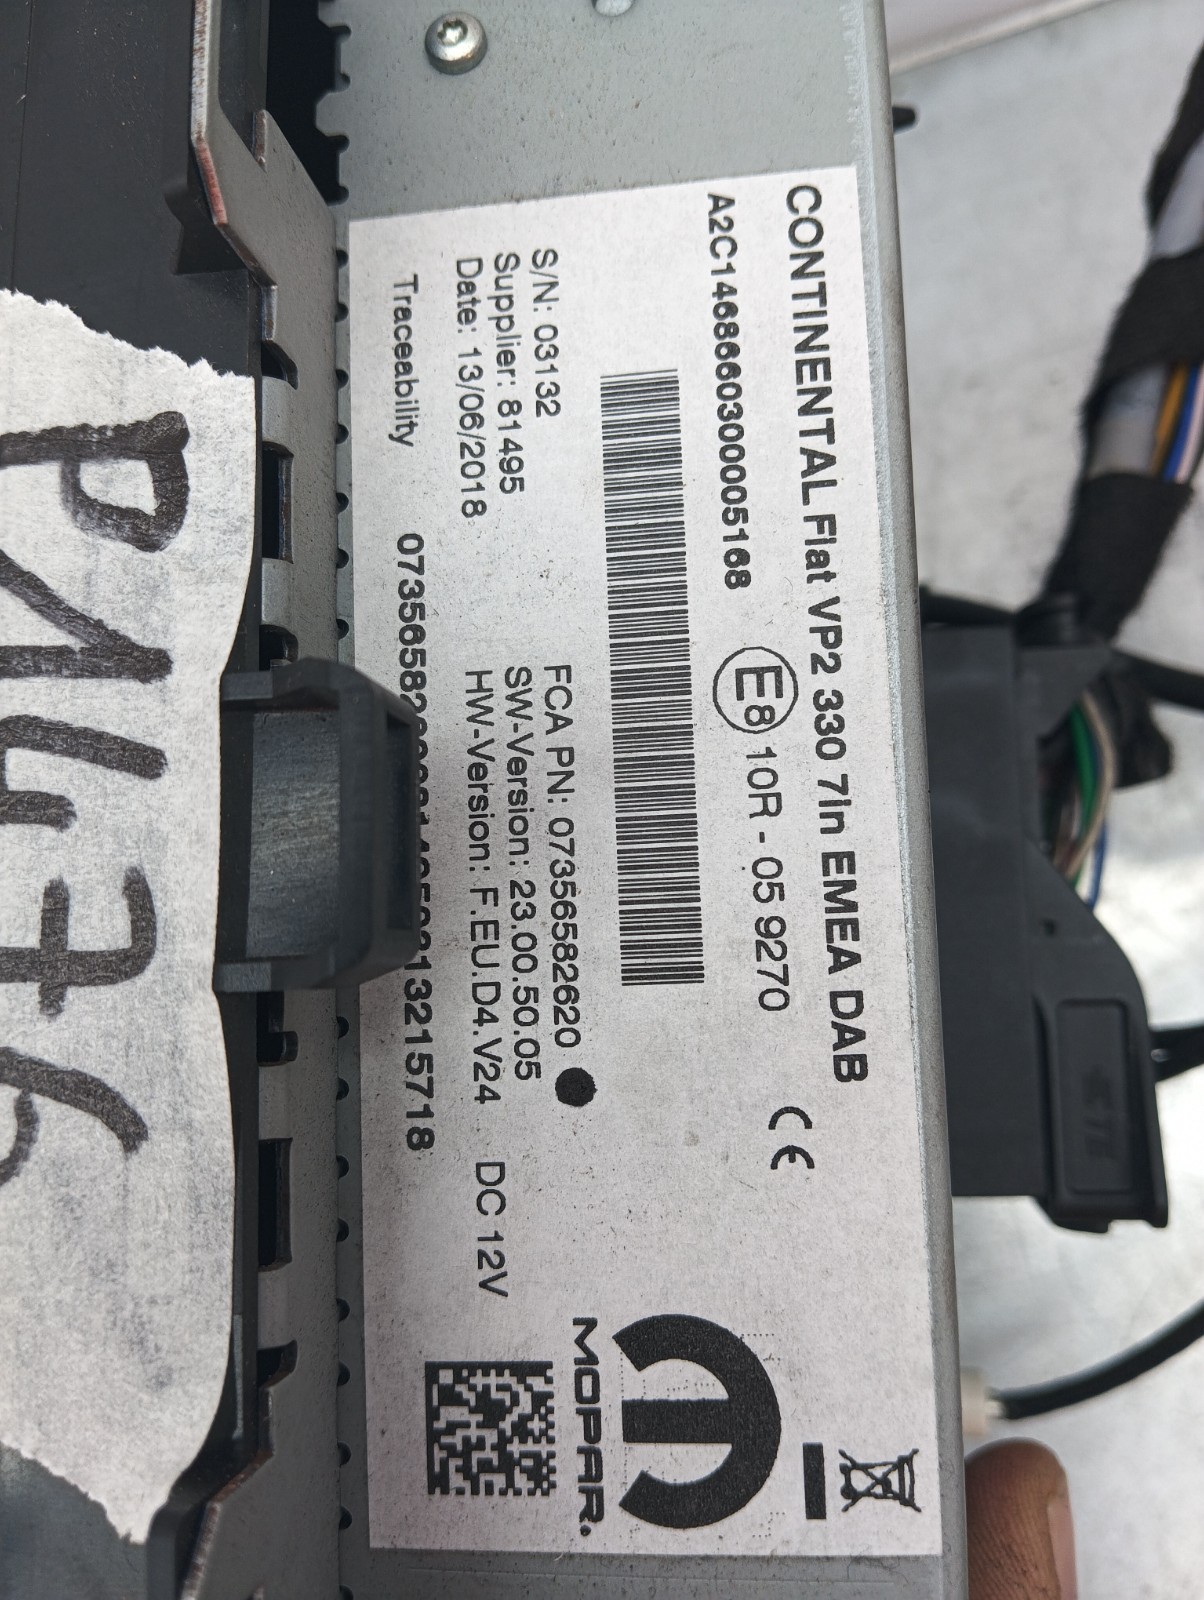 CONTINENTAL Fiat VP2 330 7in EMEA DAB
A2C1468660300005168
E8 10R - 05 9270
CE
S/N: 03132
Supplier: 81495
Date: 13/06/2018
FCA PN: 07356582620
SW-Version: 23.00.50.05
HW-Version: F.EU.D4.V24 DC 12V
Traceability
MOPAR.